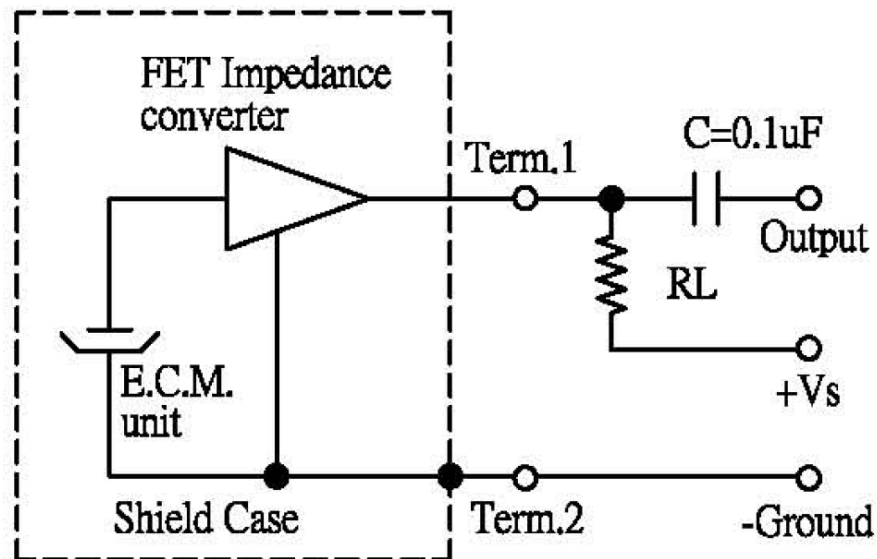 FET Impedance
converter
Term.1
C=0.1uF
Output
RL
+Vs
E.C.M.
unit
Shield Case
Term.2
-Ground